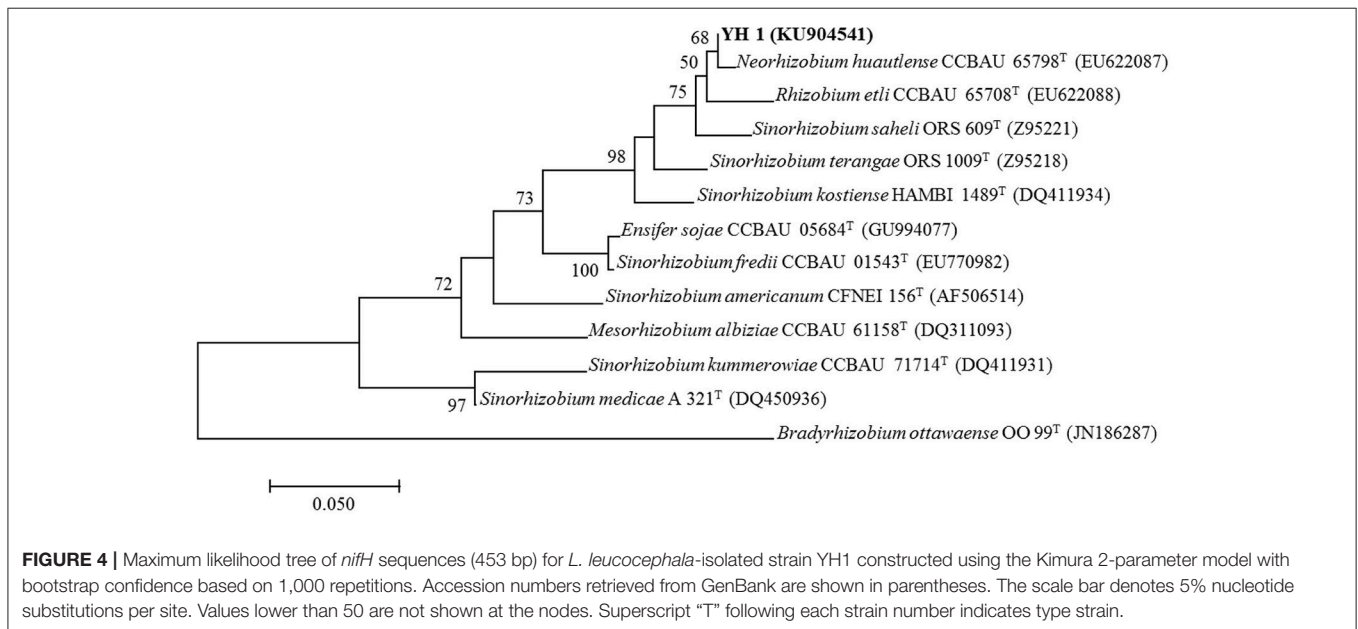 68 YH 1 (KU904541)
50 Neorhizobium huautlense CCBAU 65798ᵀ (EU622087)
75 Rhizobium etli CCBAU 65708ᵀ (EU622088)
Sinorhizobium saheli ORS 609ᵀ (Z95221)
98 Sinorhizobium terangae ORS 1009ᵀ (Z95218)
73 Sinorhizobium kostiense HAMBI 1489ᵀ (DQ411934)
Ensifer sojae CCBAU 05684ᵀ (GU994077)
100 Sinorhizobium fredii CCBAU 01543ᵀ (EU770982)
72 Sinorhizobium americanum CFNEI 156ᵀ (AF506514)
Mesorhizobium albiziae CCBAU 61158ᵀ (DQ311093)
Sinorhizobium kummerowiae CCBAU 71714ᵀ (DQ411931)
97 Sinorhizobium medicae A 321ᵀ (DQ450936)
Bradyrhizobium ottawaense OO 99ᵀ (JN186287)
0.050
FIGURE 4 | Maximum likelihood tree of nifH sequences (453 bp) for L. leucocephala-isolated strain YH1 constructed using the Kimura 2-parameter model with
bootstrap confidence based on 1,000 repetitions. Accession numbers retrieved from GenBank are shown in parentheses. The scale bar denotes 5% nucleotide
substitutions per site. Values lower than 50 are not shown at the nodes. Superscript “T” following each strain number indicates type strain.